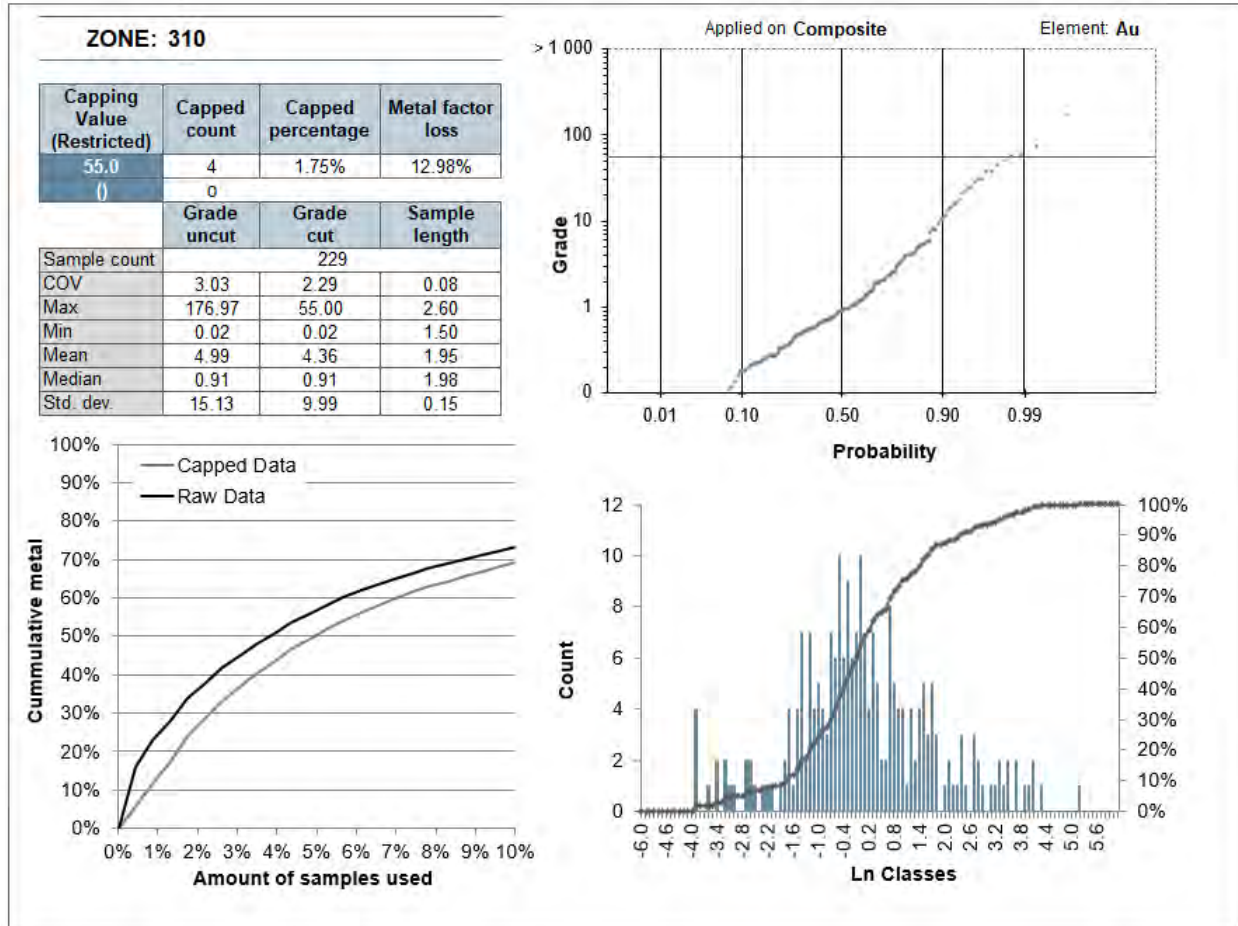 ZONE: 310
Capping Value (Restricted) Capped count Capped percentage Metal factor loss
55.0 4 1.75% 12.98%
() 0
Grade uncut Grade cut Sample length
Sample count 229
COV 3.03 2.29 0.08
Max 176.97 55.00 2.60
Min 0.02 0.02 1.50
Mean 4.99 4.36 1.95
Median 0.91 0.91 1.98
Std. dev. 15.13 9.99 0.15
Applied on Composite Element: Au
> 1 000
100
10
1
0
Grade
0.01 0.10 0.50 0.90 0.99
Probability
100%
90%
80%
70%
60%
50%
40%
30%
20%
10%
0%
Cummulative metal
Capped Data
Raw Data
0% 1% 2% 3% 4% 5% 6% 7% 8% 9% 10%
Amount of samples used
12
10
8
6
4
2
0
Count
100%
90%
80%
70%
60%
50%
40%
30%
20%
10%
0%
-6.0 -5.4 -4.8 -4.2 -4.0 -3.4 -2.8 -2.2 -1.6 -1.0 -0.4 0.2 0.8 1.4 2.0 2.6 3.2 3.8 4.4 5.0 5.6
Ln Classes